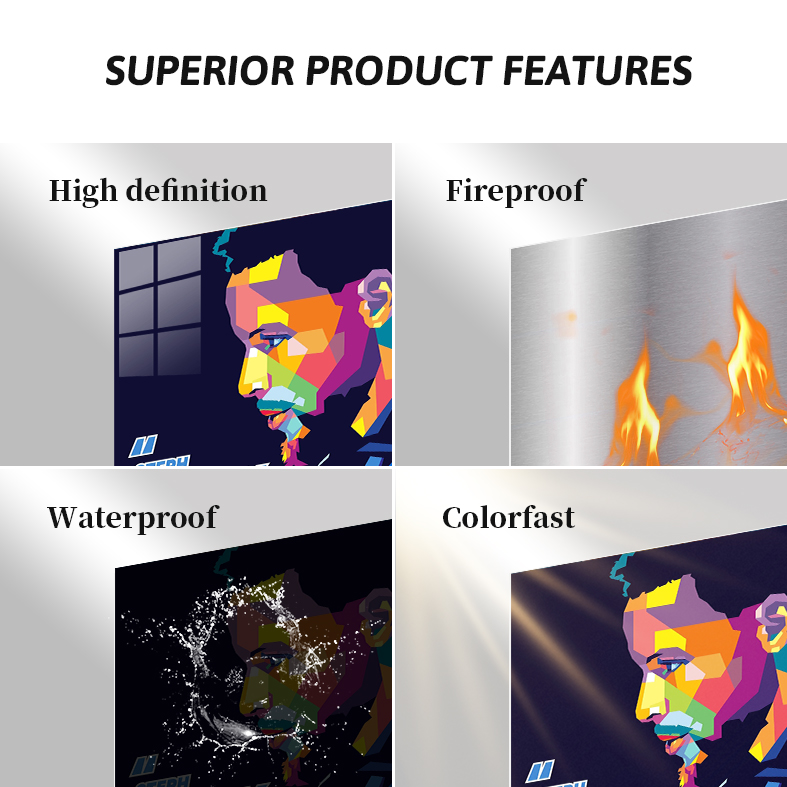 SUPERIOR PRODUCT FEATURES
High definition
Fireproof
Waterproof
Colorfast